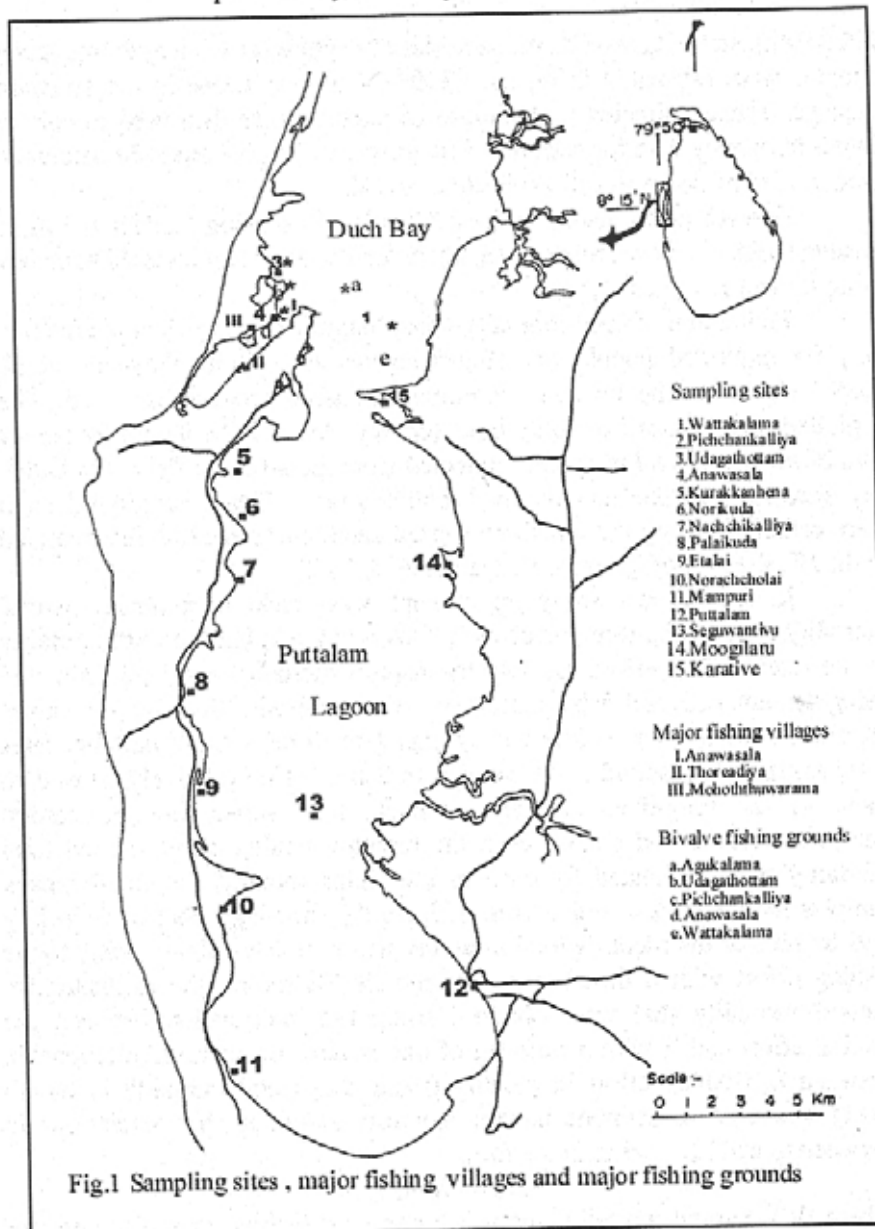 79°50'
8° 15' N
Duch Bay
3*
*
*a
4 *
I
III
1 *
II
e
15
Sampling sites
1.Wattakalama
2.Pichchankalliya
3.Udagathottam
4.Anawasala
5.Kurakkanhena
6.Norikuda
7.Nachchikalliya
8.Palaikuda
9.Etalai
10.Norachcholai
11.Mampuri
12.Puttalam
13.Seguwantivu
14.Moogilaru
15.Karative
5
6
7
14
Puttalam
Lagoon
8
9
13
10
12
11
Major fishing villages
I.Anawasala
II.Thoreadiya
III.Mohoththuwarama
Bivalve fishing grounds
a.Agukalama
b.Udagathottam
c.Pichchankalliya
d.Anawasala
e.Wattakalama
Scale:-
0 1 2 3 4 5 Km
Fig.1 Sampling sites , major fishing villages and major fishing grounds